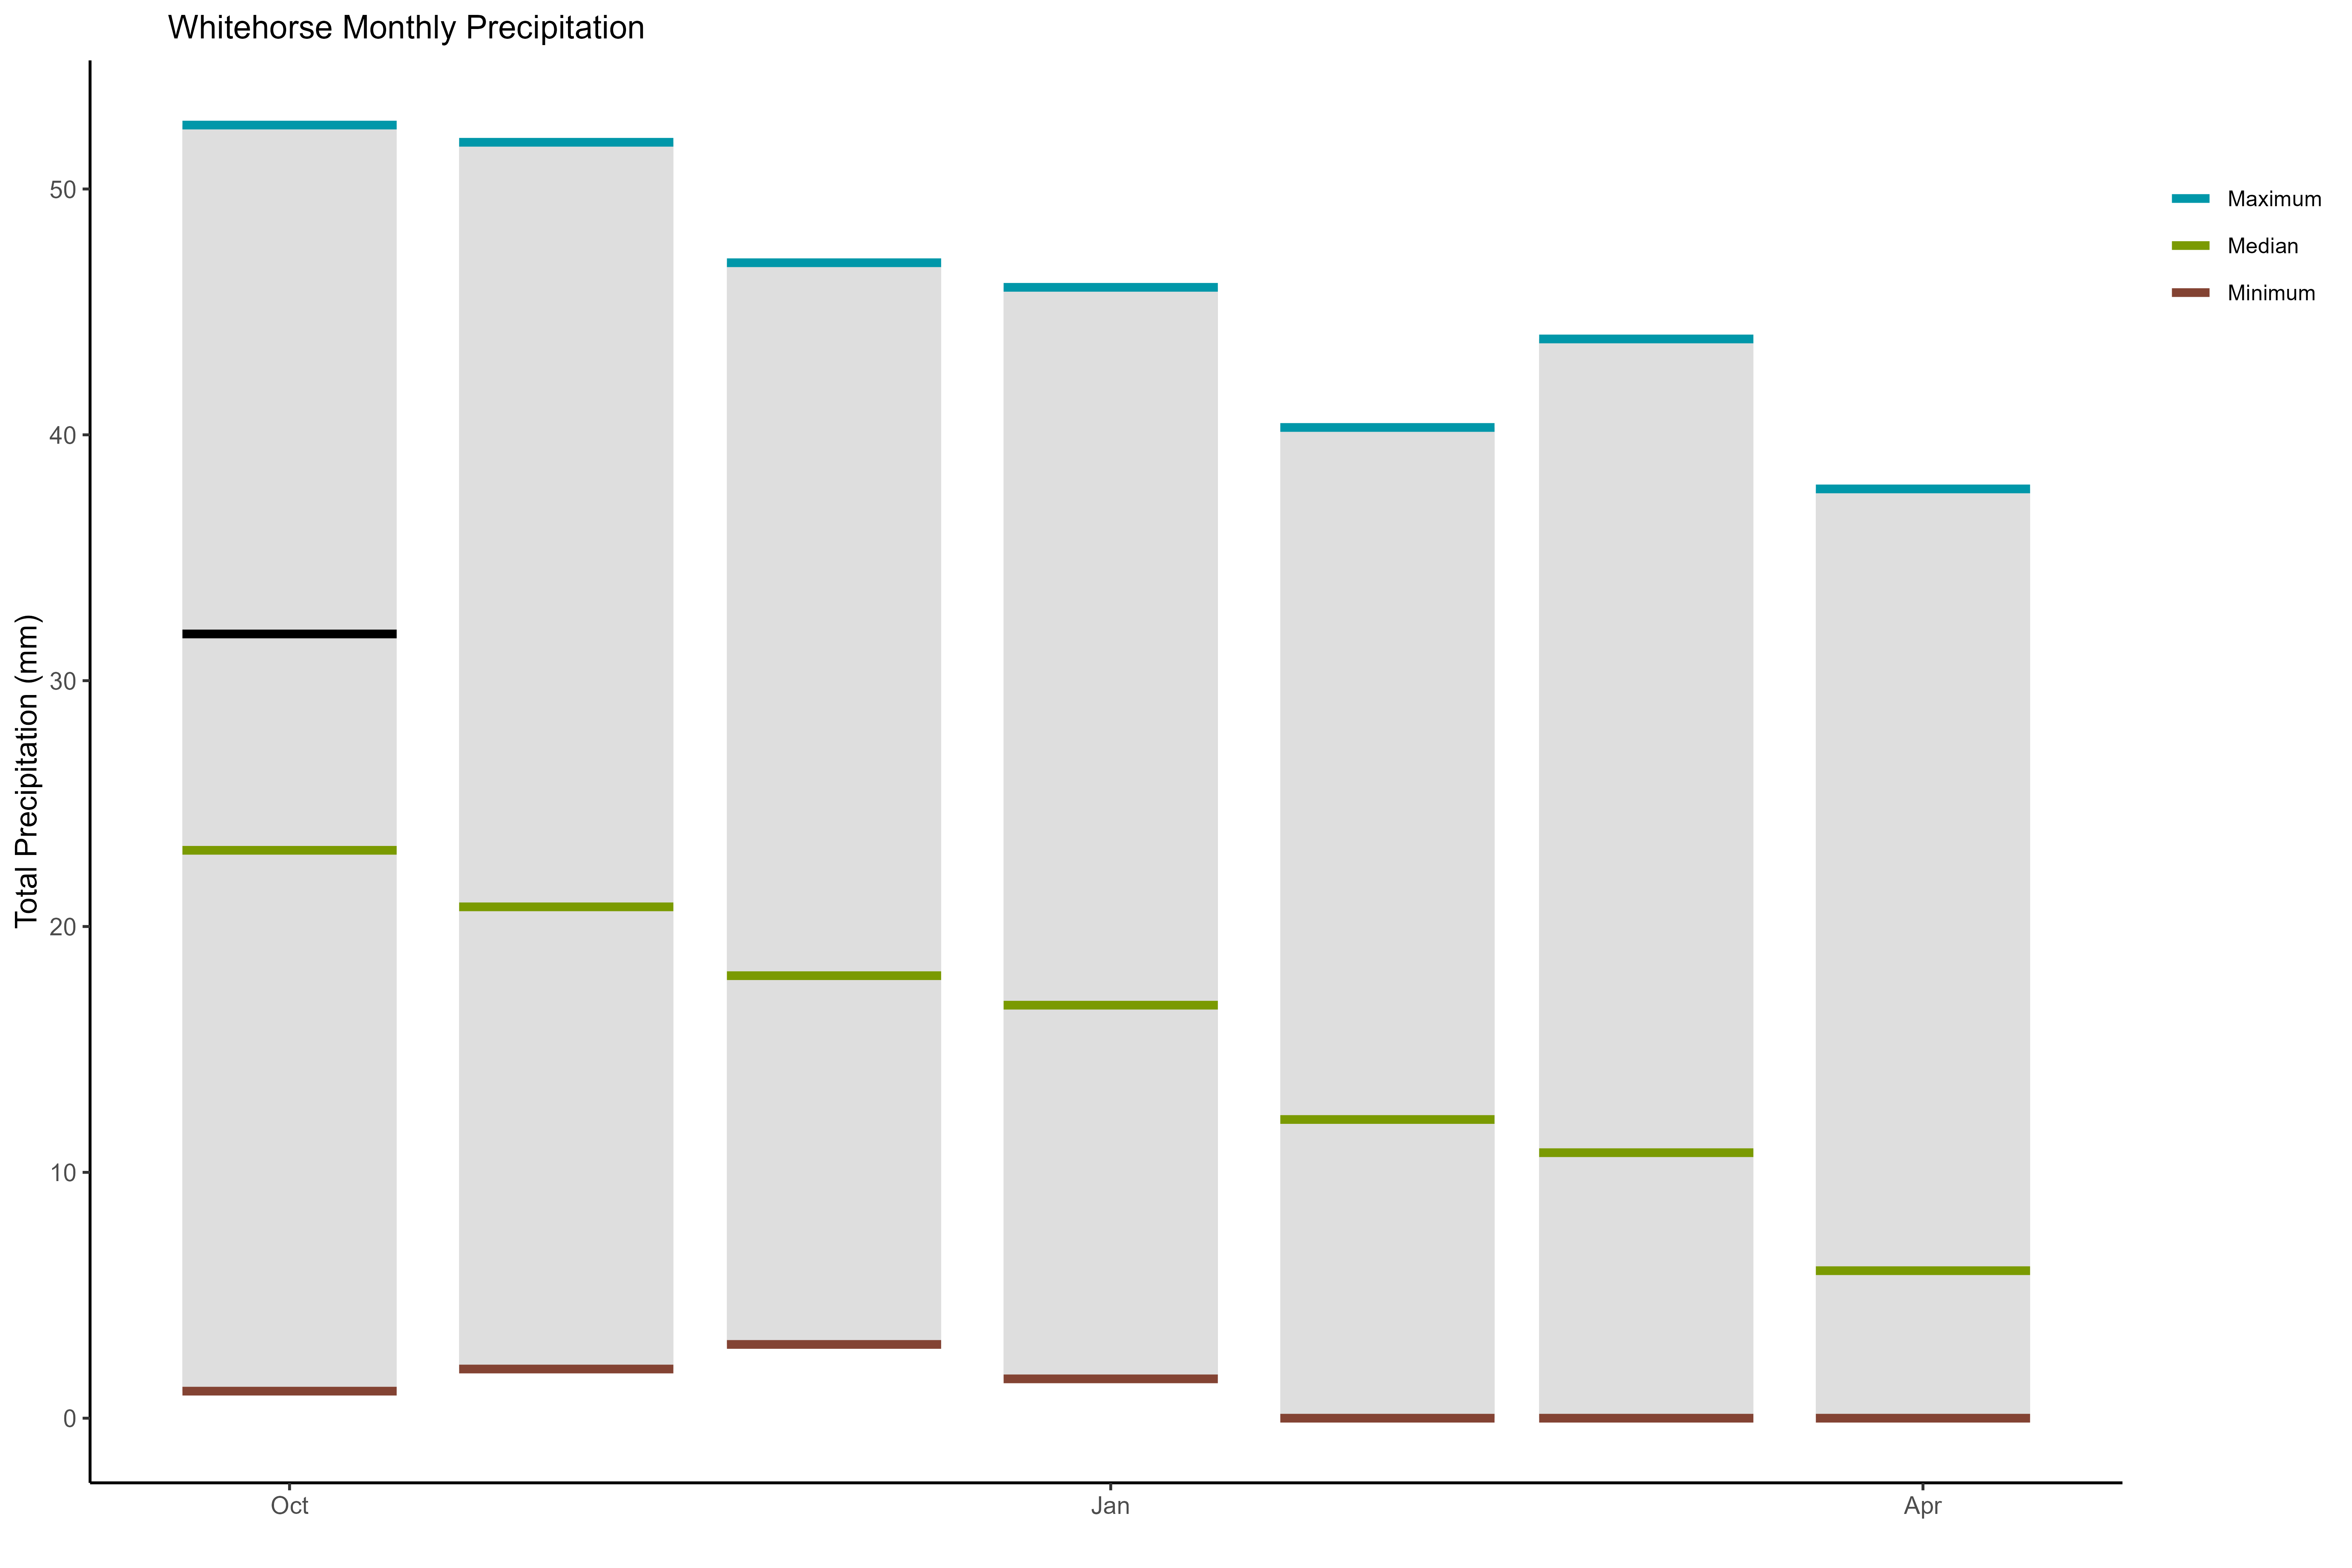 Whitehorse Monthly Precipitation
Total Precipitation (mm)
50
40
30
20
10
0
Oct
Jan
Apr
Maximum
Median
Minimum